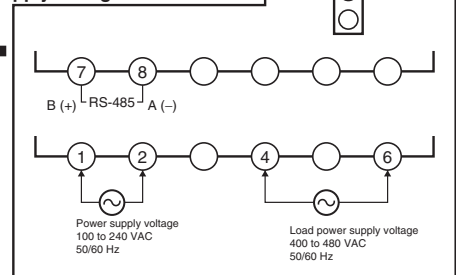 7 8
B (+) RS-485 A (−)
1 2 4 6
Power supply voltage
100 to 240 VAC
50/60 Hz
Load power supply voltage
400 to 480 VAC
50/60 Hz